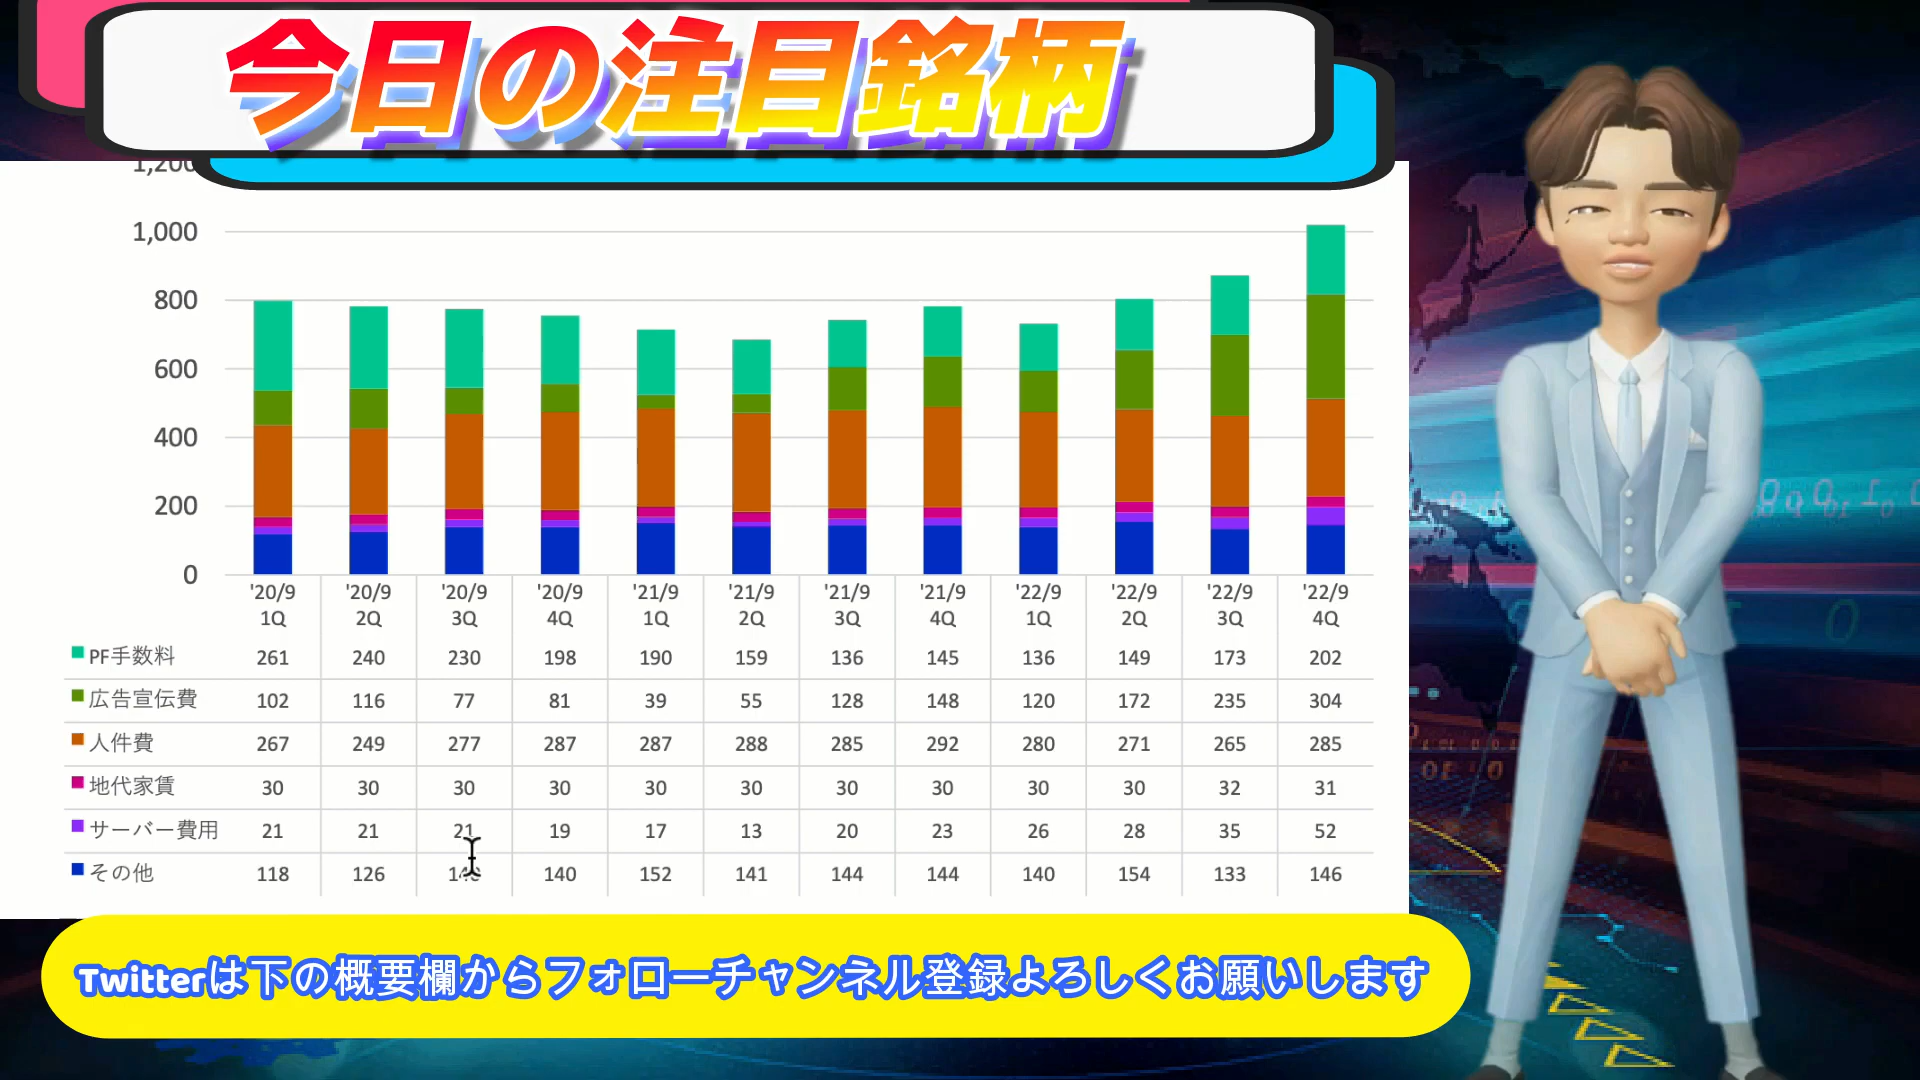 今日の注目銘柄
1,200
1,000
800
600
400
200
0
'20/9 '20/9 '20/9 '20/9 '21/9 '21/9 '21/9 '21/9 '22/9 '22/9 '22/9 '22/9
1Q 2Q 3Q 4Q 1Q 2Q 3Q 4Q 1Q 2Q 3Q 4Q
PF手数料 261 240 230 198 190 159 136 145 136 149 173 202
広告宣伝費 102 116 77 81 39 55 128 148 120 172 235 304
人件費 267 249 277 287 287 288 285 292 280 271 265 285
地代家賃 30 30 30 30 30 30 30 30 30 30 32 31
サーバー費用 21 21 21 19 17 13 20 23 26 28 35 52
その他 118 126 140 152 141 144 144 140 154 133 146
Twitterは下の概要欄からフォローチャンネル登録よろしくお願いします